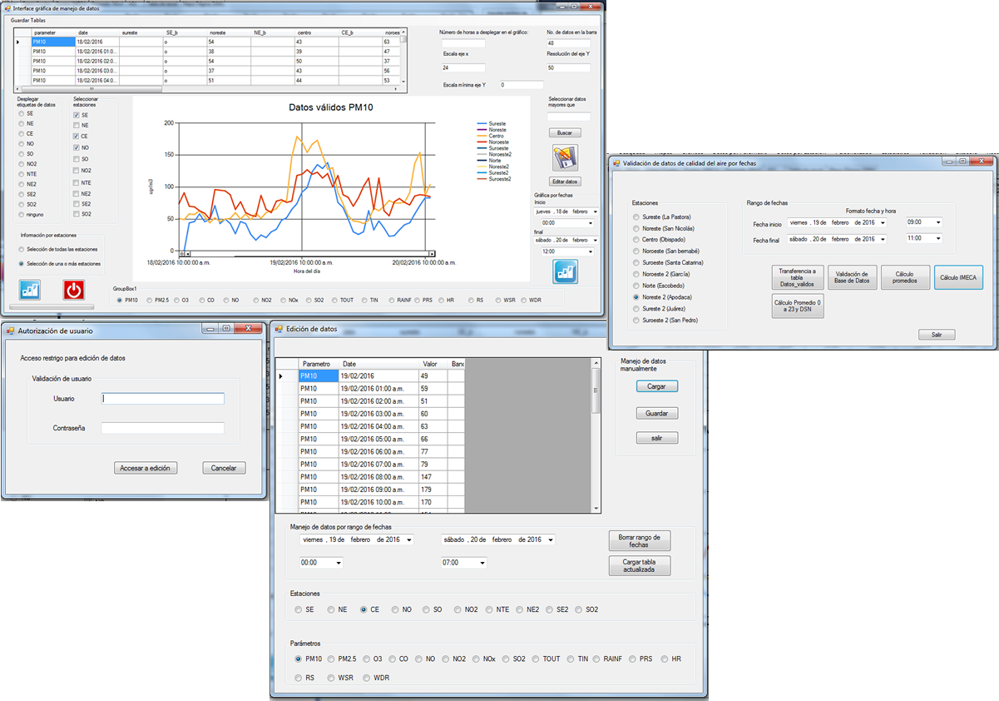 Interface gráfica de manejo de datos
Guardar Tablas
parameter date sureste SE_b noreste NE_b centro CE_b noroes
PM10 18/02/2016 o 54 43 63
PM10 18/02/2016 01:0... o 38 39 47
PM10 18/02/2016 02:0... o 54 50 37
PM10 18/02/2016 03:0... o 37 43 56
PM10 18/02/2016 04:0... o 51 44 53
Número de horas a desplegar en el gráfico:
Escala eje x
24
Escala mínima eje Y 0
No. de datos en la barra
48
Resolución del eje Y
50
Desplegar
etiquetas de datos
SE
NE
CE
NO
SO
NO2
NTE
NE2
SE2
SO2
ninguno
Seleccionar
estaciones
SE
NE
CE
NO
SO
NO2
NTE
NE2
SE2
SO2
Datos válidos PM10
200
150
100
50
0
ug/m3
18/02/2016 10:00:00 a.m. 19/02/2016 10:00:00 a.m. 20/02/2016 10:00:00 a.m.
Hora del día
Sureste
Noreste
Centro
Noroeste
Suroeste
Noroeste2
Norte
Noreste2
Sureste2
Suroeste2
Seleccionar datos
mayores que
Buscar
Editar datos
Gráfica por fechas
Inicio
jueves , 18 de febrero
00:00
final
sábado , 20 de febrero
12:00
Información por estaciones
Selección de todas las estaciones
Selección de una o más estaciones
GroupBox1
PM10 PM2.5 O3 CO NO NO2 NOx SO2 TOUT TIN RAINF PRS HR RS WSR WDR
Validación de datos de calidad del aire por fechas
Estaciones
Sureste (La Pastora)
Noreste (San Nicolás)
Centro (Obispado)
Noroeste (San bernabé)
Suroeste (Santa Catarina)
Noroeste 2 (García)
Norte (Escobedo)
Noreste 2 (Apodaca)
Sureste 2 (Juárez)
Suroeste 2 (San Pedro)
Rango de fechas
Formato fecha y hora
Fecha inicio viernes , 19 de febrero de 2016 09:00
Fecha final sábado , 20 de febrero de 2016 11:00
Transferencia a
tabla
Datos_validos
Validación de
Base de Datos
Cálculo
promedios
Cálculo IMECA
Cálculo Promedio 0
a 23 y DSN
Salir
Autorización de usuario
Acceso restrigo para edición de datos
Validación de usuario
Usuario
Contraseña
Accesar a edición
Cancelar
Edición de datos
Parametro Date Valor Banc
PM10 19/02/2016 49
PM10 19/02/2016 01:00 a.m. 59
PM10 19/02/2016 02:00 a.m. 51
PM10 19/02/2016 03:00 a.m. 60
PM10 19/02/2016 04:00 a.m. 63
PM10 19/02/2016 05:00 a.m. 66
PM10 19/02/2016 06:00 a.m. 77
PM10 19/02/2016 07:00 a.m. 79
PM10 19/02/2016 08:00 a.m. 147
PM10 19/02/2016 09:00 a.m. 179
PM10 19/02/2016 10:00 a.m. 170
Manejo de datos
manualmente
Cargar
Guardar
salir
Manejo de datos por rango de fechas
viernes , 19 de febrero de 2016
sábado , 20 de febrero de 2016
00:00
07:00
Borrar rango de
fechas
Cargar tabla
actualizada
Estaciones
SE NE CE NO SO NO2 NTE NE2 SE2 SO2
Parámetros
PM10 PM2.5 O3 CO NO NO2 NOx SO2 TOUT TIN RAINF PRS HR
RS WSR WDR